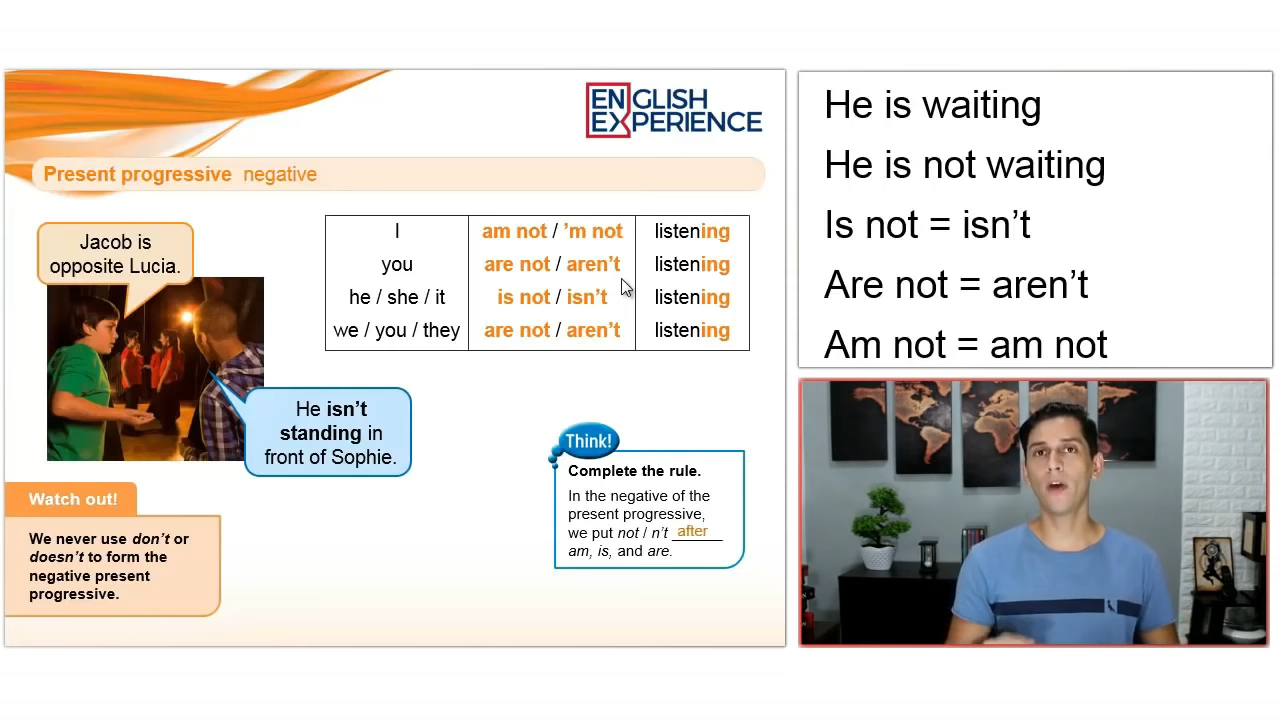 ENGLISH
EXPERIENCE
Present progressive negative
Jacob is
opposite Lucia.
I am not / 'm not listening
you are not / aren't listening
he / she / it is not / isn't listening
we / you / they are not / aren't listening
He isn't
standing in
front of Sophie.
Think!
Complete the rule.
In the negative of the
present progressive,
we put not / n't after
am, is, and are.
Watch out!
We never use don't or
doesn't to form the
negative present
progressive.
He is waiting
He is not waiting
Is not = isn't
Are not = aren't
Am not = am not